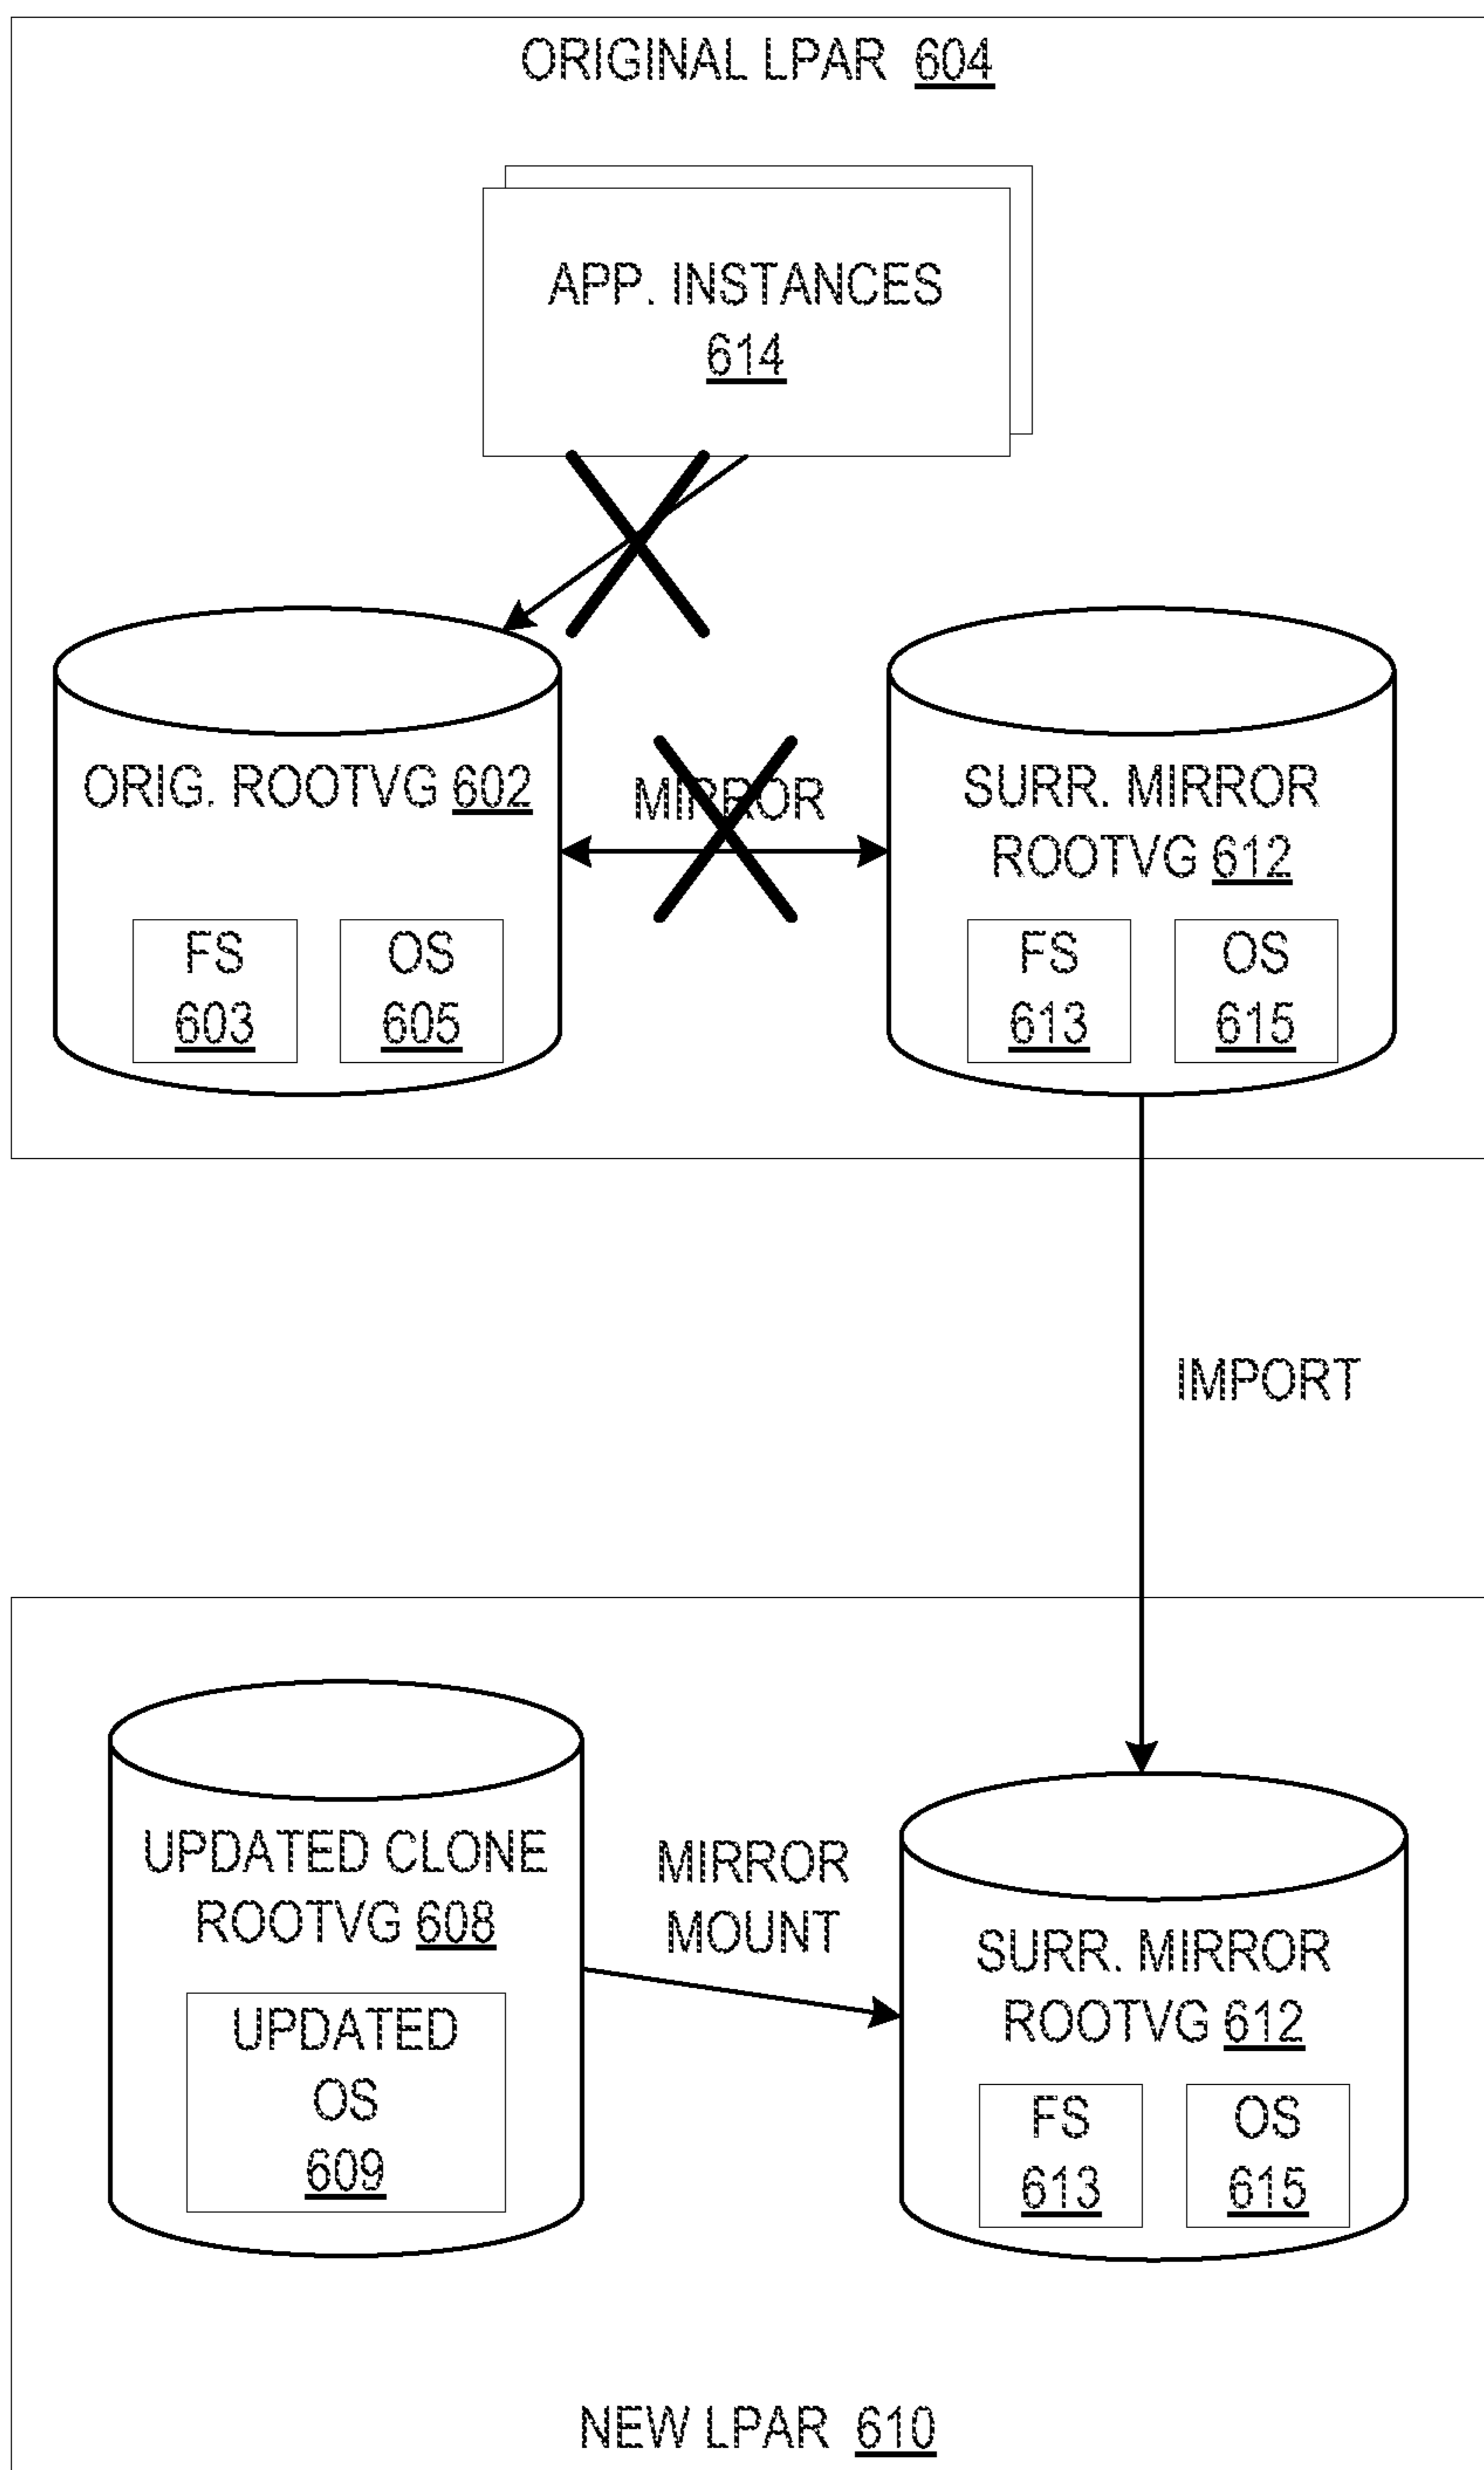 ORIGINAL LPAR 604
APP. INSTANCES
614
ORIG. ROOTVG 602
FS
603
OS
605
MIRROR
SURR. MIRROR
ROOTVG 612
FS
613
OS
615
IMPORT
UPDATED CLONE
ROOTVG 608
UPDATED
OS
609
MIRROR
MOUNT
SURR. MIRROR
ROOTVG 612
FS
613
OS
615
NEW LPAR 610